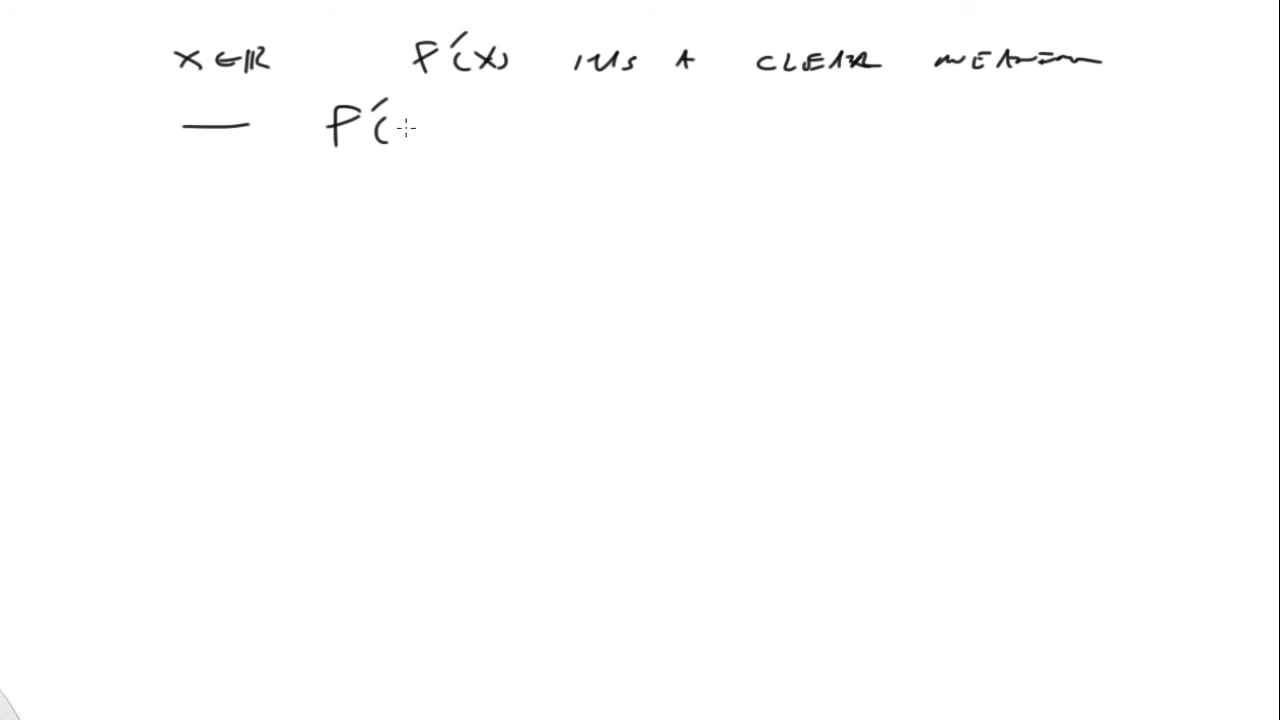 x ∈ ℝ f'(x) HAS A CLEAR MEANING
— f'(